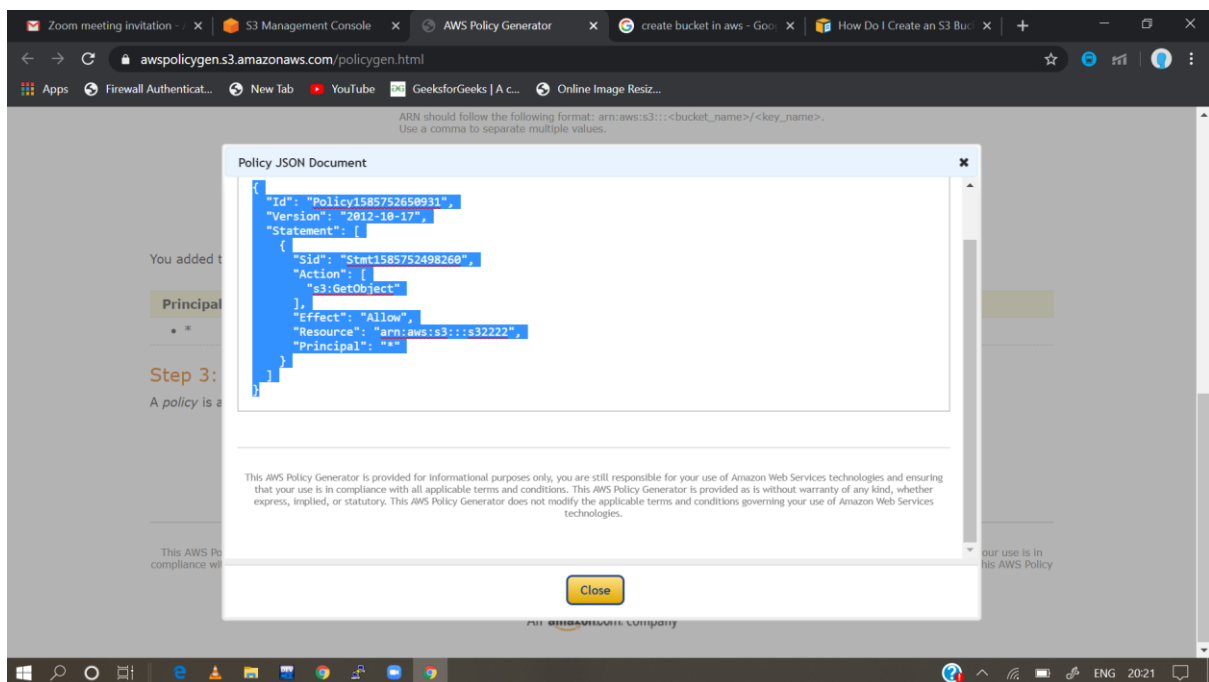 Zoom meeting invitation - /
S3 Management Console
AWS Policy Generator
create bucket in aws - Goo
How Do I Create an S3 Buc
awspolicygen.s3.amazonaws.com/policygen.html
Apps
Firewall Authenticat...
New Tab
YouTube
GeeksforGeeks | A c...
Online Image Resiz...
ARN should follow the following format: arn:aws:s3:::<bucket_name>/<key_name>.
Use a comma to separate multiple values.
Policy JSON Document
{
"Id": "Policy1585752650931",
"Version": "2012-10-17",
"Statement": [
{
"Sid": "Stmt1585752498260",
"Action": [
"s3:GetObject"
],
"Effect": "Allow",
"Resource": "arn:aws:s3:::s32222",
"Principal": "*"
}
]
}
You added t
Principal
*
Step 3:
A policy is a
This AWS Policy Generator is provided for informational purposes only, you are still responsible for your use of Amazon Web Services technologies and ensuring
that your use is in compliance with all applicable terms and conditions. This AWS Policy Generator is provided as is without warranty of any kind, whether
express, implied, or statutory. This AWS Policy Generator does not modify the applicable terms and conditions governing your use of Amazon Web Services
technologies.
This AWS Po
our use is in
compliance wi
his AWS Policy
Close
An amazon.com. company
ENG 20:21